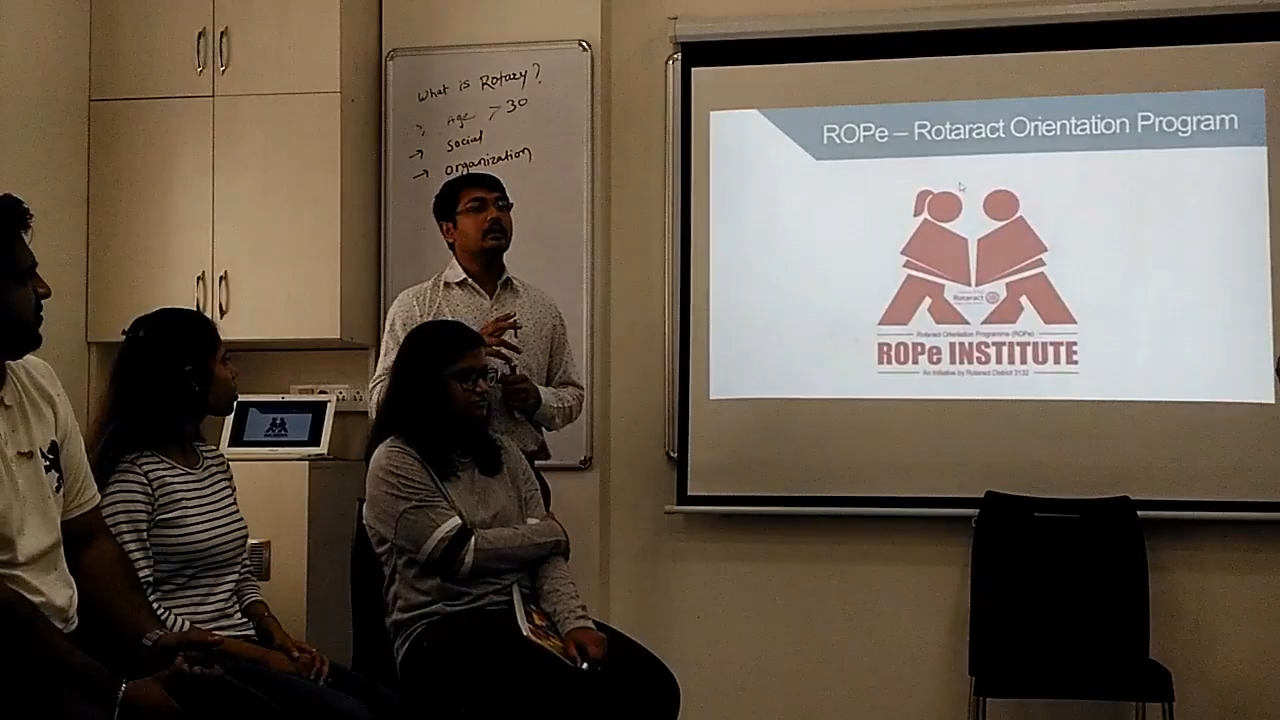 What is Rotary?
→ Age > 30
→ Social
→ organization
ROPe – Rotaract Orientation Program
Rotaract
Rotaract Orientation Programme (ROPe)
ROPe INSTITUTE
An Initiative by Rotaract District 3132